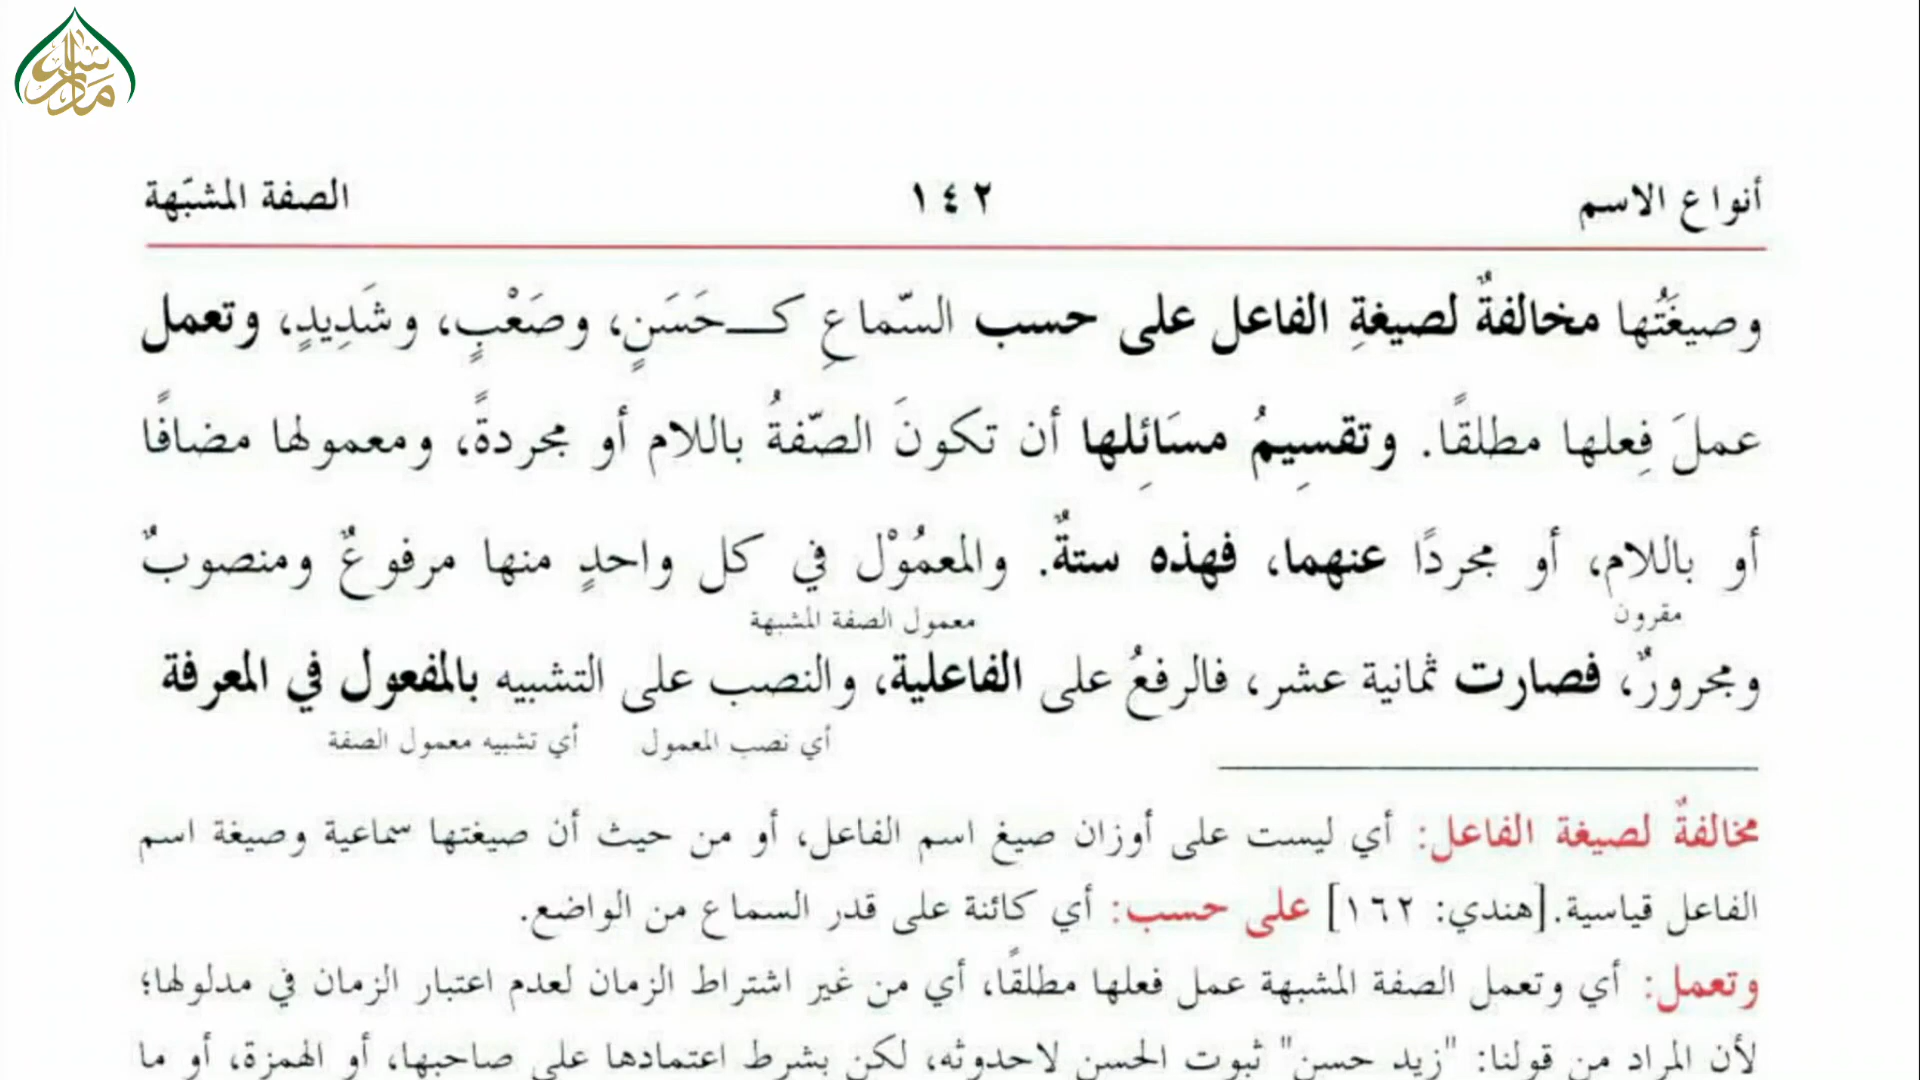 مدرسة
أنواع الاسم ١٤٢ الصفة المشبّهة
وصيغَتُها مخالفةٌ لصيغةِ الفاعل على حسب السّماعِ كـحَسَنٍ، وصَعْبٍ، وشَدِيدٍ، وتعمل
عملَ فِعلها مطلقًا. وتقسِيمُ مسَائِلها أن تكونَ الصّفةُ باللام أو مجردةً، ومعمولها مضافًا
أو باللام، أو مجردًا عنهما، فهذه ستةٌ. والمعمُوْل في كل واحدٍ منها مرفوعٌ ومنصوبٌ
مقرون معمول الصفة المشبهة
ومجرورٌ، فصارت ثمانية عشر، فالرفعُ على الفاعلية، والنصب على التشبيه بالمفعول في المعرفة
أي نصب المعمول أي تشبيه معمول الصفة
مخالفةٌ لصيغة الفاعل: أي ليست على أوزان صيغ اسم الفاعل، أو من حيث أن صيغتها سماعية وصيغة اسم
الفاعل قياسية.[هندي: ١٦٢] على حسب: أي كائنة على قدر السماع من الواضع.
وتعمل: أي وتعمل الصفة المشبهة عمل فعلها مطلقًا، أي من غير اشتراط الزمان لعدم اعتبار الزمان في مدلولها؛
لأن المراد من قولنا: "زيد حسن" ثبوت الحسن لاحدوثه، لكن بشرط اعتمادها على صاحبها، أو الهمزة، أو ما